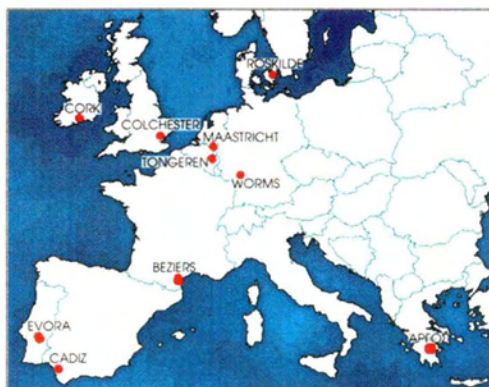 ROSKILDE
CORK
COLCHESTER
MAASTRICHT
TONGEREN
WORMS
BEZIERS
EVORA
ΑΡΓΟΣ
CADIZ